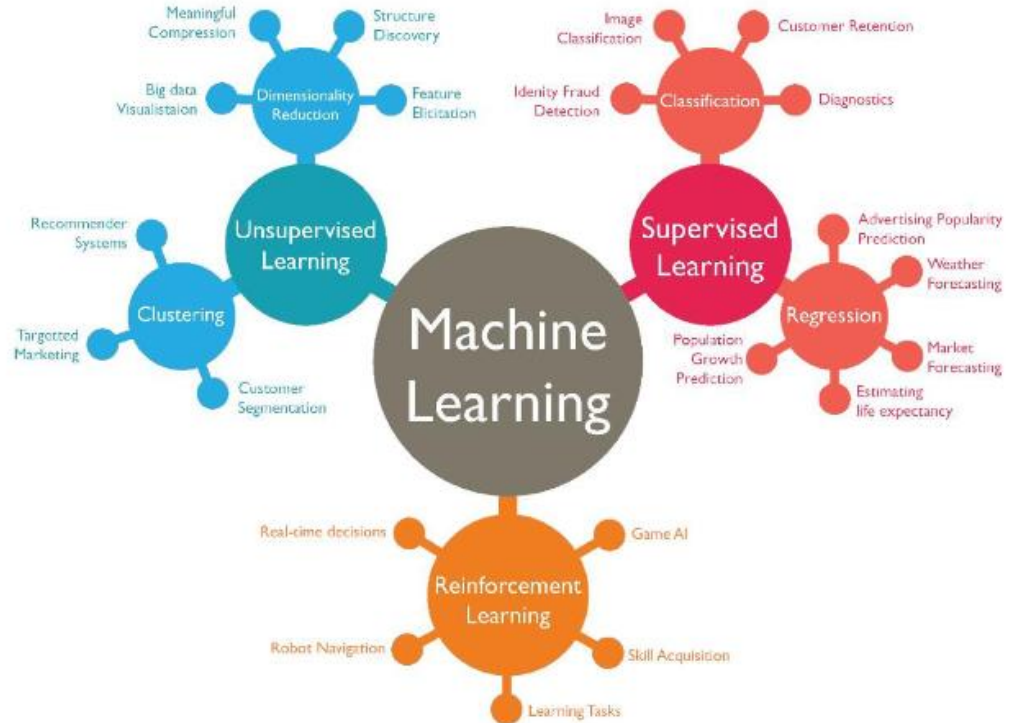 Meaningful
Compression
Structure
Discovery
Big data
Visualistaion
Dimensionality
Reduction
Feature
Elicitation
Image
Classification
Customer Retention
Idenity Fraud
Detection
Classification
Diagnostics
Recommender
Systems
Unsupervised
Learning
Clustering
Targetted
Marketing
Customer
Segmentation
Machine
Learning
Supervised
Learning
Advertising Popularity
Prediction
Weather
Forecasting
Regression
Population
Growth
Prediction
Market
Forecasting
Estimating
life expectancy
Real-time decisions
Game AI
Reinforcement
Learning
Robot Navigation
Skill Acquisition
Learning Tasks